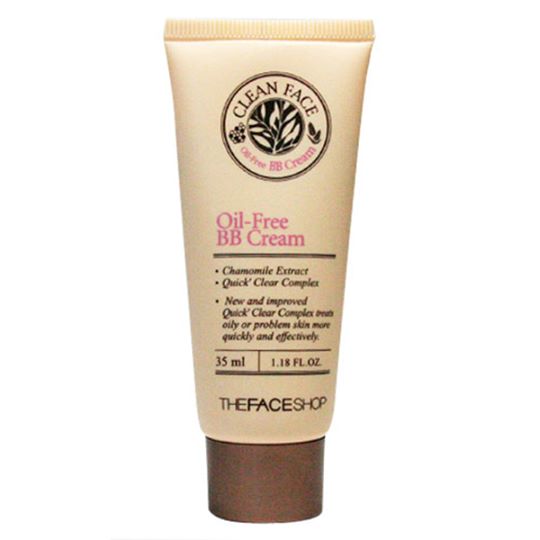 CLEAN FACE
Oil-Free BB Cream
Oil-Free
BB Cream
• Chamomile Extract
• Quick' Clear Complex
• New and improved
Quick' Clear Complex treats
oily or problem skin more
quickly and effectively.
35 ml
1.18 FL.OZ.
THEFACESHOP